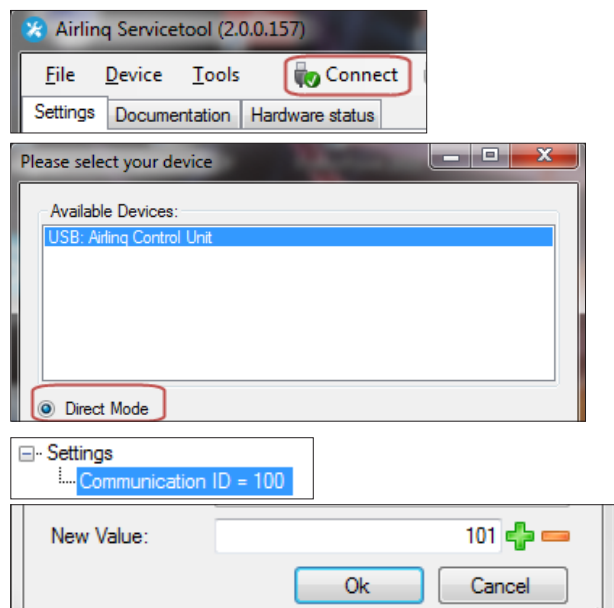 Airlinq Servicetool (2.0.0.157)
File Device Tools Connect
Settings Documentation Hardware status
Please select your device
Available Devices:
USB: Airlinq Control Unit
Direct Mode
Settings
Communication ID = 100
New Value: 101
Ok Cancel